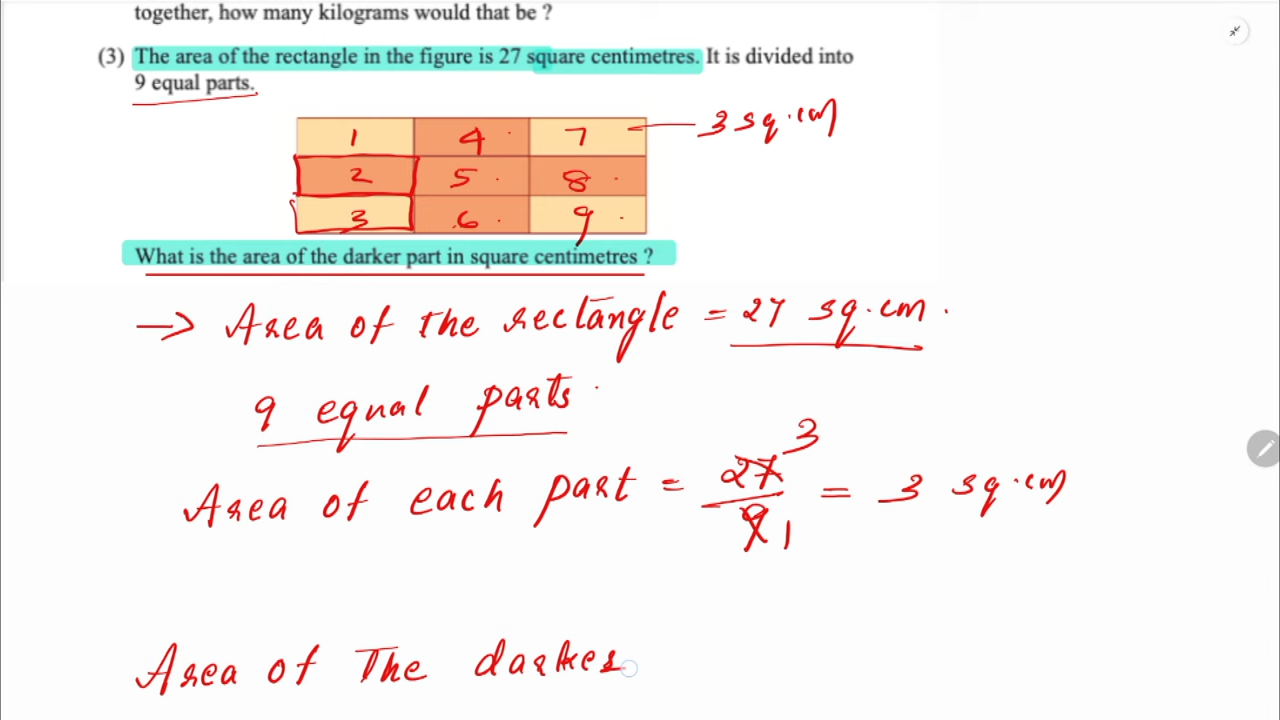 together, how many kilograms would that be ?
(3) The area of the rectangle in the figure is 27 square centimetres. It is divided into
9 equal parts.
1 4 7 3 sq.cm
2 5 8
3 6 9
What is the area of the darker part in square centimetres ?
→ Area of the rectangle = 27 sq.cm.
9 equal parts
Area of each part = 27/9 3 1 = 3 sq.cm
Area of The darker